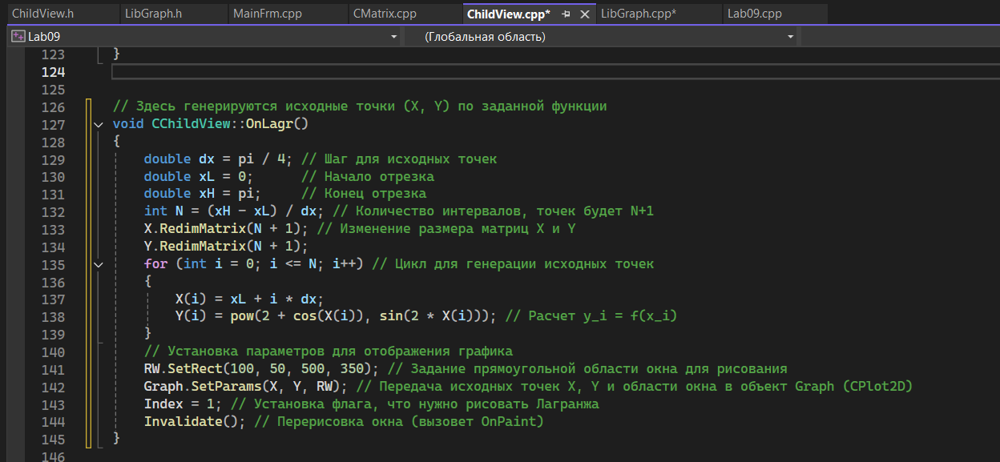 ChildView.h LibGraph.h MainFrm.cpp CMatrix.cpp ChildView.cpp* LibGraph.cpp* Lab09.cpp
Lab09 (Глобальная область)
123 }
124
125
126 // Здесь генерируются исходные точки (X, Y) по заданной функции
127 void CChildView::OnLagr()
128 {
129 double dx = pi / 4; // Шаг для исходных точек
130 double xL = 0; // Начало отрезка
131 double xH = pi; // Конец отрезка
132 int N = (xH - xL) / dx; // Количество интервалов, точек будет N+1
133 X.RedimMatrix(N + 1); // Изменение размера матриц X и Y
134 Y.RedimMatrix(N + 1);
135 for (int i = 0; i <= N; i++) // Цикл для генерации исходных точек
136 {
137 X(i) = xL + i * dx;
138 Y(i) = pow(2 + cos(X(i)), sin(2 * X(i))); // Расчет y_i = f(x_i)
139 }
140 // Установка параметров для отображения графика
141 RW.SetRect(100, 50, 500, 350); // Задание прямоугольной области окна для рисования
142 Graph.SetParams(X, Y, RW); // Передача исходных точек X, Y и области окна в объект Graph (CPlot2D)
143 Index = 1; // Установка флага, что нужно рисовать Лагранжа
144 Invalidate(); // Перерисовка окна (вызовет OnPaint)
145 }
146